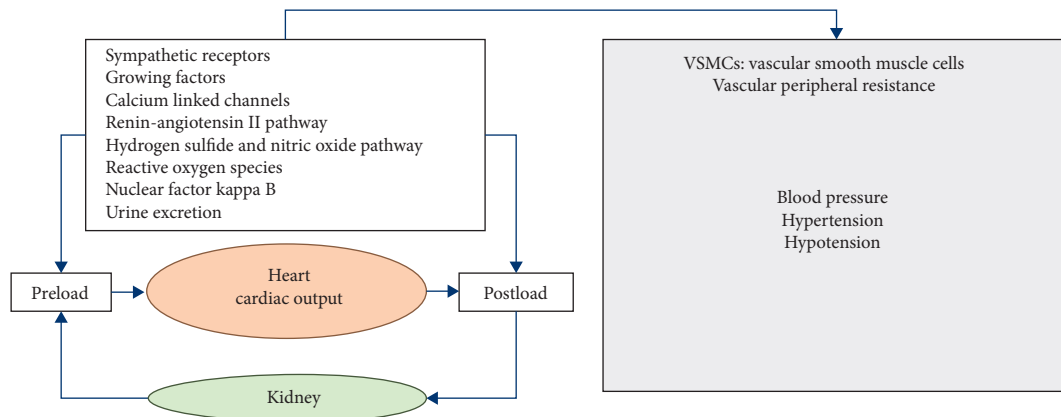 Sympathetic receptors
Growing factors
Calcium linked channels
Renin-angiotensin II pathway
Hydrogen sulfide and nitric oxide pathway
Reactive oxygen species
Nuclear factor kappa B
Urine excretion
VSMCs: vascular smooth muscle cells
Vascular peripheral resistance
Blood pressure
Hypertension
Hypotension
Preload
Heart
cardiac output
Postload
Kidney